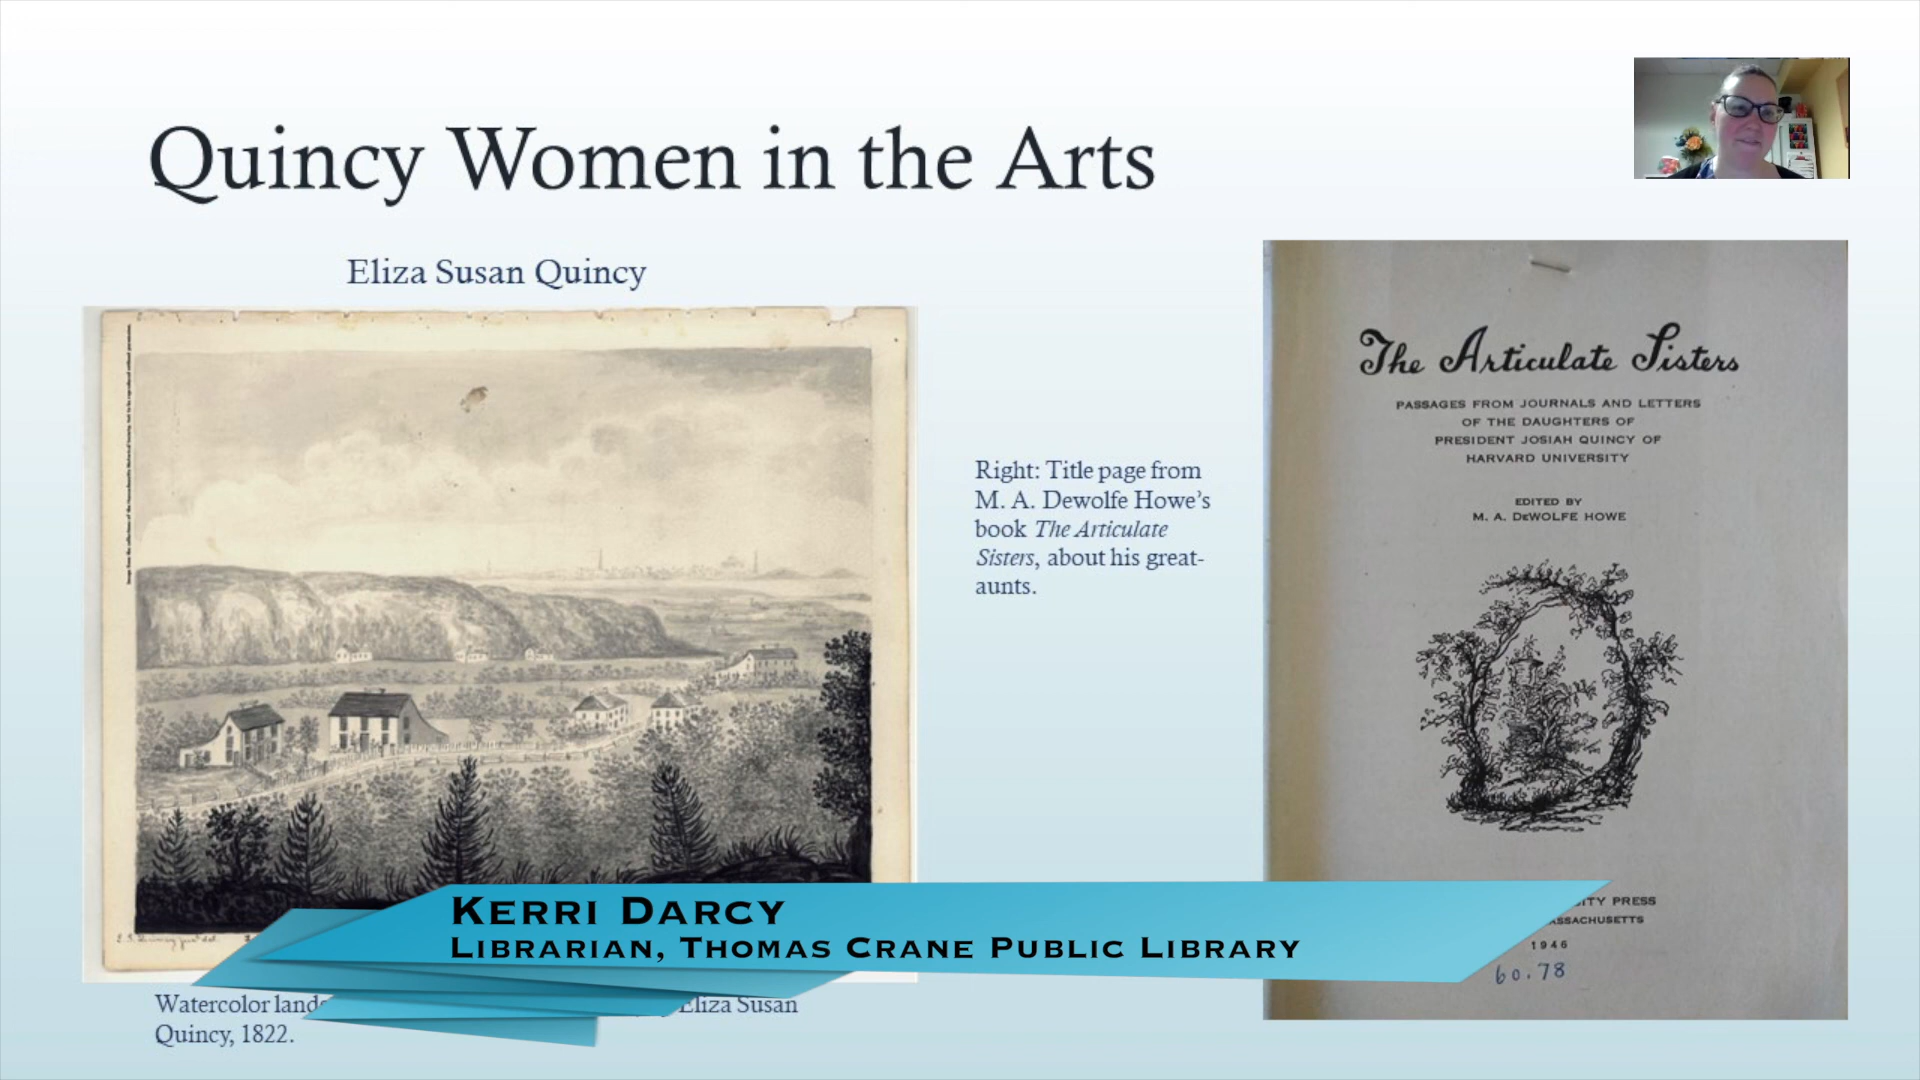 Quincy Women in the Arts
Eliza Susan Quincy
Right: Title page from
M. A. Dewolfe Howe's
book The Articulate
Sisters, about his great-
aunts.
The Articulate Sisters
PASSAGES FROM JOURNALS AND LETTERS
OF THE DAUGHTERS OF
PRESIDENT JOSIAH QUINCY OF
HARVARD UNIVERSITY
EDITED BY
M. A. DEWOLFE HOWE
PRESS
1946
60.78
KERRI DARCY
LIBRARIAN, THOMAS CRANE PUBLIC LIBRARY
Watercolor
Eliza Susan
Quincy, 1822.